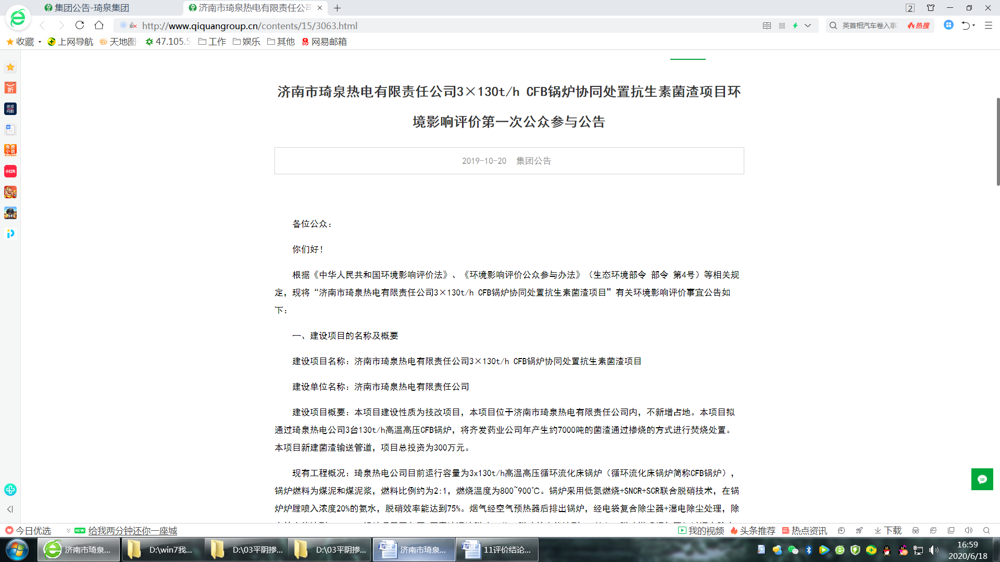 集团公告-琦泉集团
济南市琦泉热电有限责任公司
2
http://www.qiquangroup.cn/contents/15/3063.html
英首相汽车卷入事
热搜
收藏
上网导航
天地图
47.105.5
工作
娱乐
其他
网易邮箱
济南市琦泉热电有限责任公司3×130t/h CFB锅炉协同处置抗生素菌渣项目环
境影响评价第一次公众参与公告
2019-10-20 集团公告
各位公众：
你们好！
根据《中华人民共和国环境影响评价法》、《环境影响评价公众参与办法》（生态环境部令 部令 第4号）等相关规
定，现将“济南市琦泉热电有限责任公司3×130t/h CFB锅炉协同处置抗生素菌渣项目”有关环境影响评价事宜公告如
下：
一、建设项目的名称及概要
建设项目名称：济南市琦泉热电有限责任公司3×130t/h CFB锅炉协同处置抗生素菌渣项目
建设单位名称：济南市琦泉热电有限责任公司
建设项目概要：本项目建设性质为技改项目，本项目位于济南市琦泉热电有限责任公司内，不新增占地。本项目拟
通过琦泉热电公司3台130t/h高温高压CFB锅炉，将齐发药业公司年产生约7000吨的菌渣通过掺烧的方式进行焚烧处置。
本项目新建菌渣输送管道，项目总投资为300万元。
现有工程概况：琦泉热电公司目前运行容量为3x130t/h高温高压循环流化床锅炉（循环流化床锅炉简称CFB锅炉），
锅炉燃料为煤泥和煤泥浆，燃料比例约为2:1，燃烧温度为800~900℃。锅炉采用低氮燃烧+SNCR+SCR联合脱硝技术，在锅
炉炉膛喷入浓度20%的氨水，脱硝效率能达到75%。烟气经空气预热器后排出锅炉，经电袋复合除尘器+湿电除尘处理，除
今日优选
NEW
给我两分钟还你一座城
我的视频
头条推荐
热点资讯
下载
济南市琦泉...
D:\win7我...
D:\03平阴掺...
D:\03平阴掺...
济南市琦泉...
11评价结论...
16:59
2020/6/18